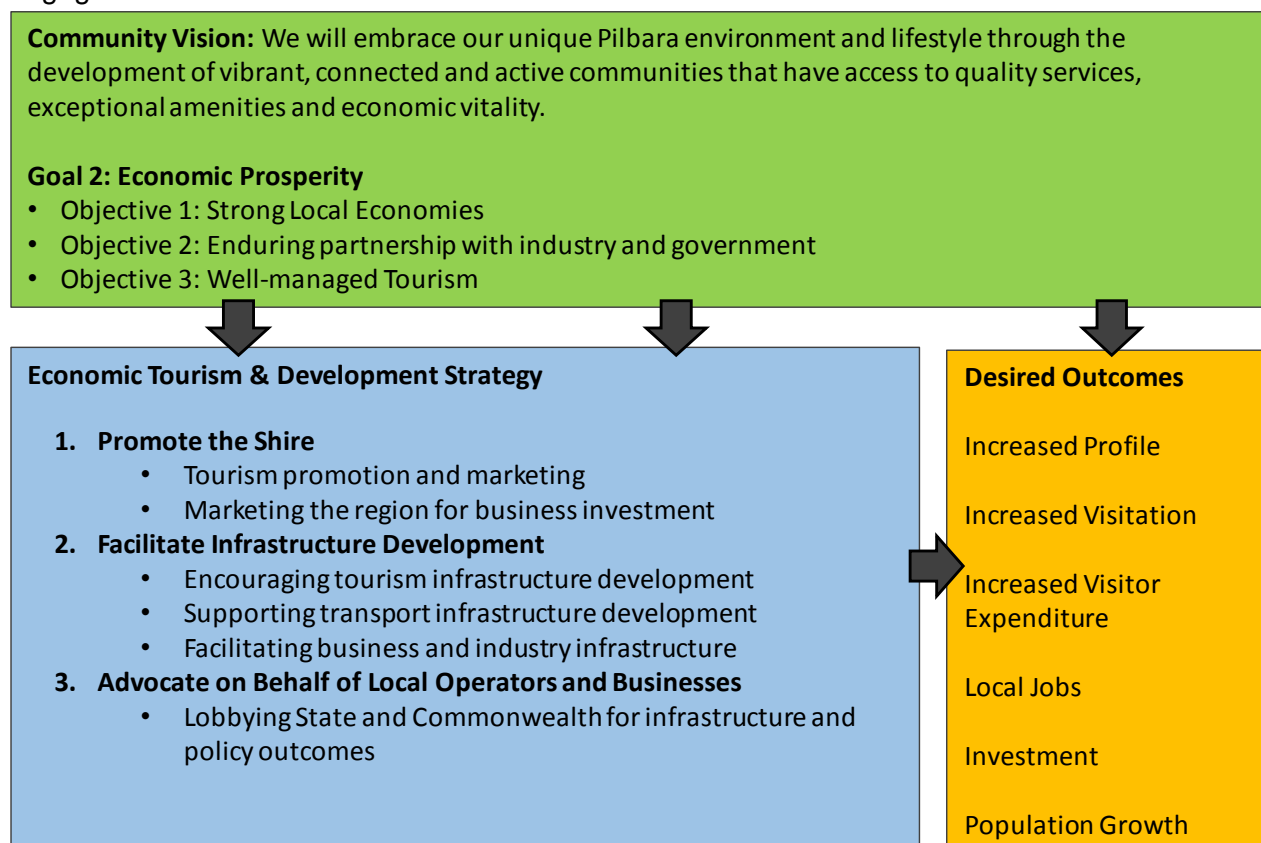 Community Vision: We will embrace our unique Pilbara environment and lifestyle through the
development of vibrant, connected and active communities that have access to quality services,
exceptional amenities and economic vitality.
Goal 2: Economic Prosperity
• Objective 1: Strong Local Economies
• Objective 2: Enduring partnership with industry and government
• Objective 3: Well-managed Tourism
Economic Tourism & Development Strategy
1. Promote the Shire
• Tourism promotion and marketing
• Marketing the region for business investment
2. Facilitate Infrastructure Development
• Encouraging tourism infrastructure development
• Supporting transport infrastructure development
• Facilitating business and industry infrastructure
3. Advocate on Behalf of Local Operators and Businesses
• Lobbying State and Commonwealth for infrastructure and
policy outcomes
Desired Outcomes
Increased Profile
Increased Visitation
Increased Visitor
Expenditure
Local Jobs
Investment
Population Growth